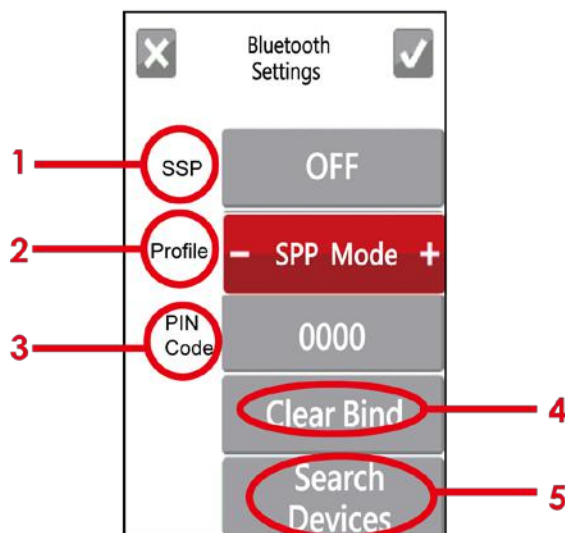 Bluetooth
Settings
1
SSP
OFF
2
Profile
- SPP Mode +
3
PIN
Code
0000
Clear Bind
4
Search
Devices
5